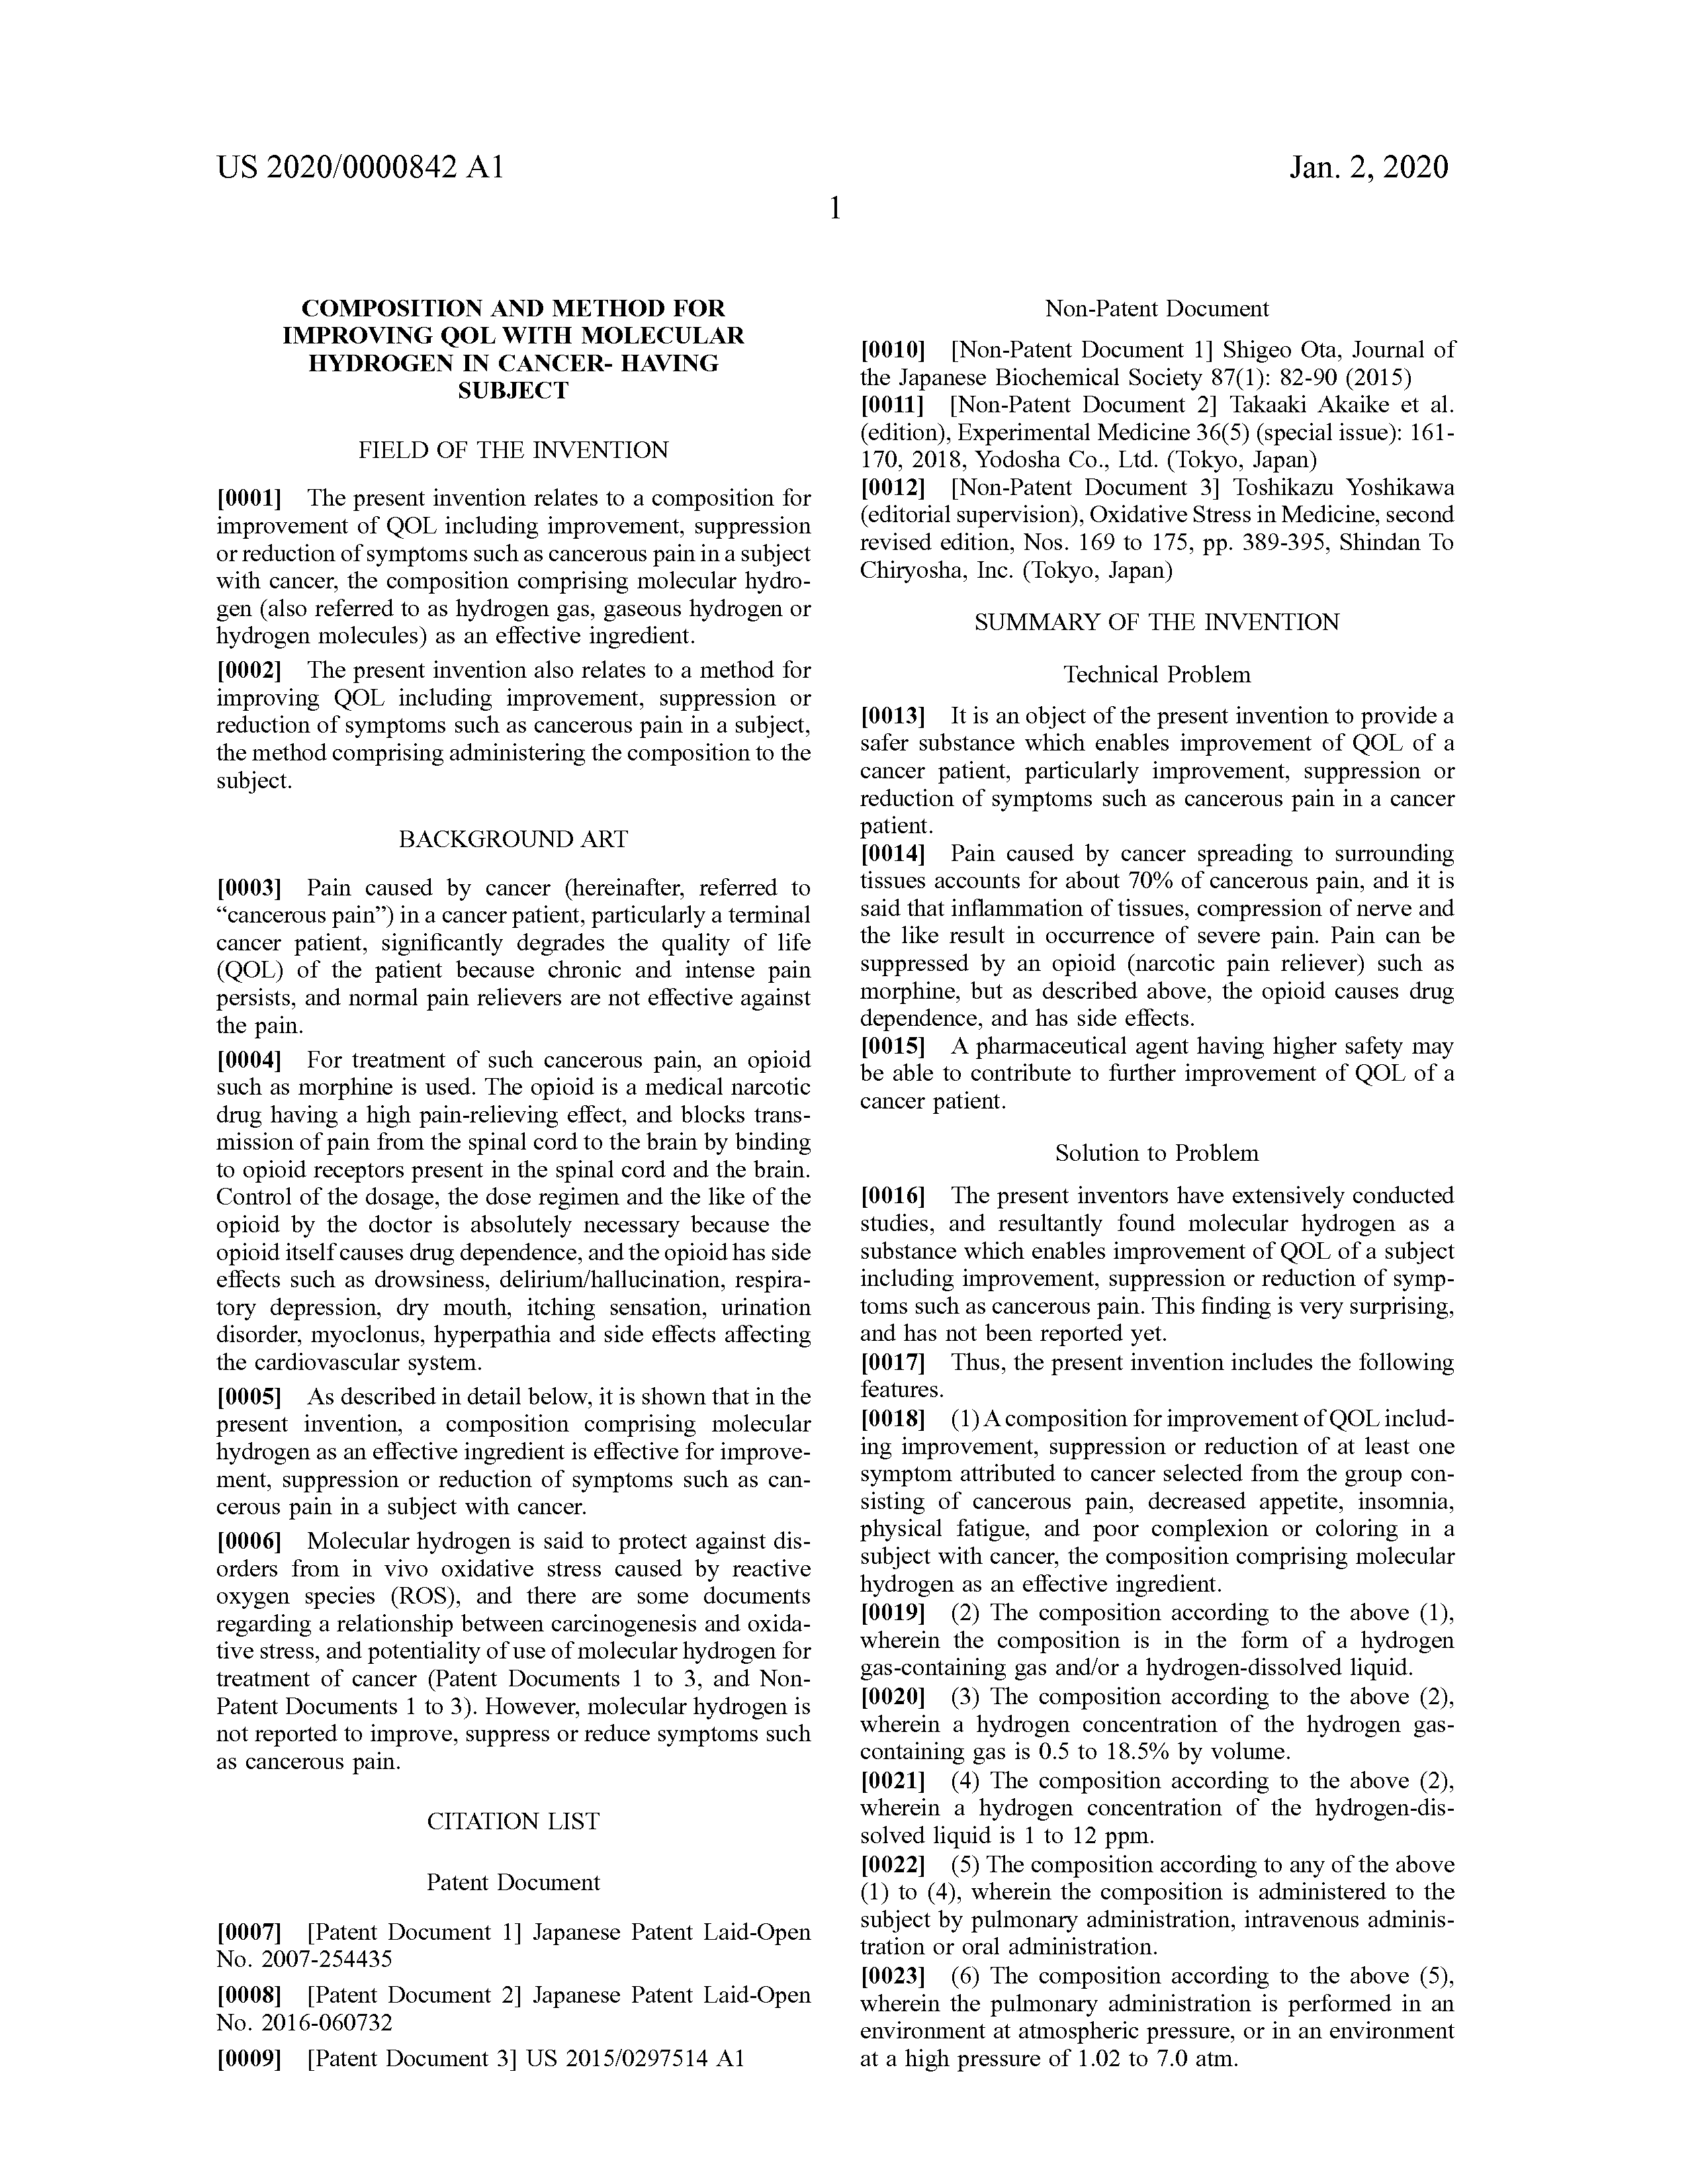 US 2020/0000842 A1
Jan. 2, 2020
1
COMPOSITION AND METHOD FOR
IMPROVING QOL WITH MOLECULAR
HYDROGEN IN CANCER- HAVING
SUBJECT
FIELD OF THE INVENTION
[0001] The present invention relates to a composition for
improvement of QOL including improvement, suppression
or reduction of symptoms such as cancerous pain in a subject
with cancer, the composition comprising molecular hydro-
gen (also referred to as hydrogen gas, gaseous hydrogen or
hydrogen molecules) as an effective ingredient.
[0002] The present invention also relates to a method for
improving QOL including improvement, suppression or
reduction of symptoms such as cancerous pain in a subject,
the method comprising administering the composition to the
subject.
BACKGROUND ART
[0003] Pain caused by cancer (hereinafter, referred to
“cancerous pain”) in a cancer patient, particularly a terminal
cancer patient, significantly degrades the quality of life
(QOL) of the patient because chronic and intense pain
persists, and normal pain relievers are not effective against
the pain.
[0004] For treatment of such cancerous pain, an opioid
such as morphine is used. The opioid is a medical narcotic
drug having a high pain-relieving effect, and blocks trans-
mission of pain from the spinal cord to the brain by binding
to opioid receptors present in the spinal cord and the brain.
Control of the dosage, the dose regimen and the like of the
opioid by the doctor is absolutely necessary because the
opioid itself causes drug dependence, and the opioid has side
effects such as drowsiness, delirium/hallucination, respira-
tory depression, dry mouth, itching sensation, urination
disorder, myoclonus, hyperpathia and side effects affecting
the cardiovascular system.
[0005] As described in detail below, it is shown that in the
present invention, a composition comprising molecular
hydrogen as an effective ingredient is effective for improve-
ment, suppression or reduction of symptoms such as can-
cerous pain in a subject with cancer.
[0006] Molecular hydrogen is said to protect against dis-
orders from in vivo oxidative stress caused by reactive
oxygen species (ROS), and there are some documents
regarding a relationship between carcinogenesis and oxida-
tive stress, and potentiality of use of molecular hydrogen for
treatment of cancer (Patent Documents 1 to 3, and Non-
Patent Documents 1 to 3). However, molecular hydrogen is
not reported to improve, suppress or reduce symptoms such
as cancerous pain.
CITATION LIST
Patent Document
[0007] [Patent Document 1] Japanese Patent Laid-Open
No. 2007-254435
[0008] [Patent Document 2] Japanese Patent Laid-Open
No. 2016-060732
[0009] [Patent Document 3] US 2015/0297514 A1
Non-Patent Document
[0010] [Non-Patent Document 1] Shigeo Ota, Journal of
the Japanese Biochemical Society 87(1): 82-90 (2015)
[0011] [Non-Patent Document 2] Takaaki Akaike et al.
(edition), Experimental Medicine 36(5) (special issue): 161-
170, 2018, Yodosha Co., Ltd. (Tokyo, Japan)
[0012] [Non-Patent Document 3] Toshikazu Yoshikawa
(editorial supervision), Oxidative Stress in Medicine, second
revised edition, Nos. 169 to 175, pp. 389-395, Shindan To
Chiryosha, Inc. (Tokyo, Japan)
SUMMARY OF THE INVENTION
Technical Problem
[0013] It is an object of the present invention to provide a
safer substance which enables improvement of QOL of a
cancer patient, particularly improvement, suppression or
reduction of symptoms such as cancerous pain in a cancer
patient.
[0014] Pain caused by cancer spreading to surrounding
tissues accounts for about 70% of cancerous pain, and it is
said that inflammation of tissues, compression of nerve and
the like result in occurrence of severe pain. Pain can be
suppressed by an opioid (narcotic pain reliever) such as
morphine, but as described above, the opioid causes drug
dependence, and has side effects.
[0015] A pharmaceutical agent having higher safety may
be able to contribute to further improvement of QOL of a
cancer patient.
Solution to Problem
[0016] The present inventors have extensively conducted
studies, and resultantly found molecular hydrogen as a
substance which enables improvement of QOL of a subject
including improvement, suppression or reduction of symp-
toms such as cancerous pain. This finding is very surprising,
and has not been reported yet.
[0017] Thus, the present invention includes the following
features.
[0018] (1) A composition for improvement of QOL includ-
ing improvement, suppression or reduction of at least one
symptom attributed to cancer selected from the group con-
sisting of cancerous pain, decreased appetite, insomnia,
physical fatigue, and poor complexion or coloring in a
subject with cancer, the composition comprising molecular
hydrogen as an effective ingredient.
[0019] (2) The composition according to the above (1),
wherein the composition is in the form of a hydrogen
gas-containing gas and/or a hydrogen-dissolved liquid.
[0020] (3) The composition according to the above (2),
wherein a hydrogen concentration of the hydrogen gas-
containing gas is 0.5 to 18.5% by volume.
[0021] (4) The composition according to the above (2),
wherein a hydrogen concentration of the hydrogen-dis-
solved liquid is 1 to 12 ppm.
[0022] (5) The composition according to any of the above
(1) to (4), wherein the composition is administered to the
subject by pulmonary administration, intravenous adminis-
tration or oral administration.
[0023] (6) The composition according to the above (5),
wherein the pulmonary administration is performed in an
environment at atmospheric pressure, or in an environment
at a high pressure of 1.02 to 7.0 atm.